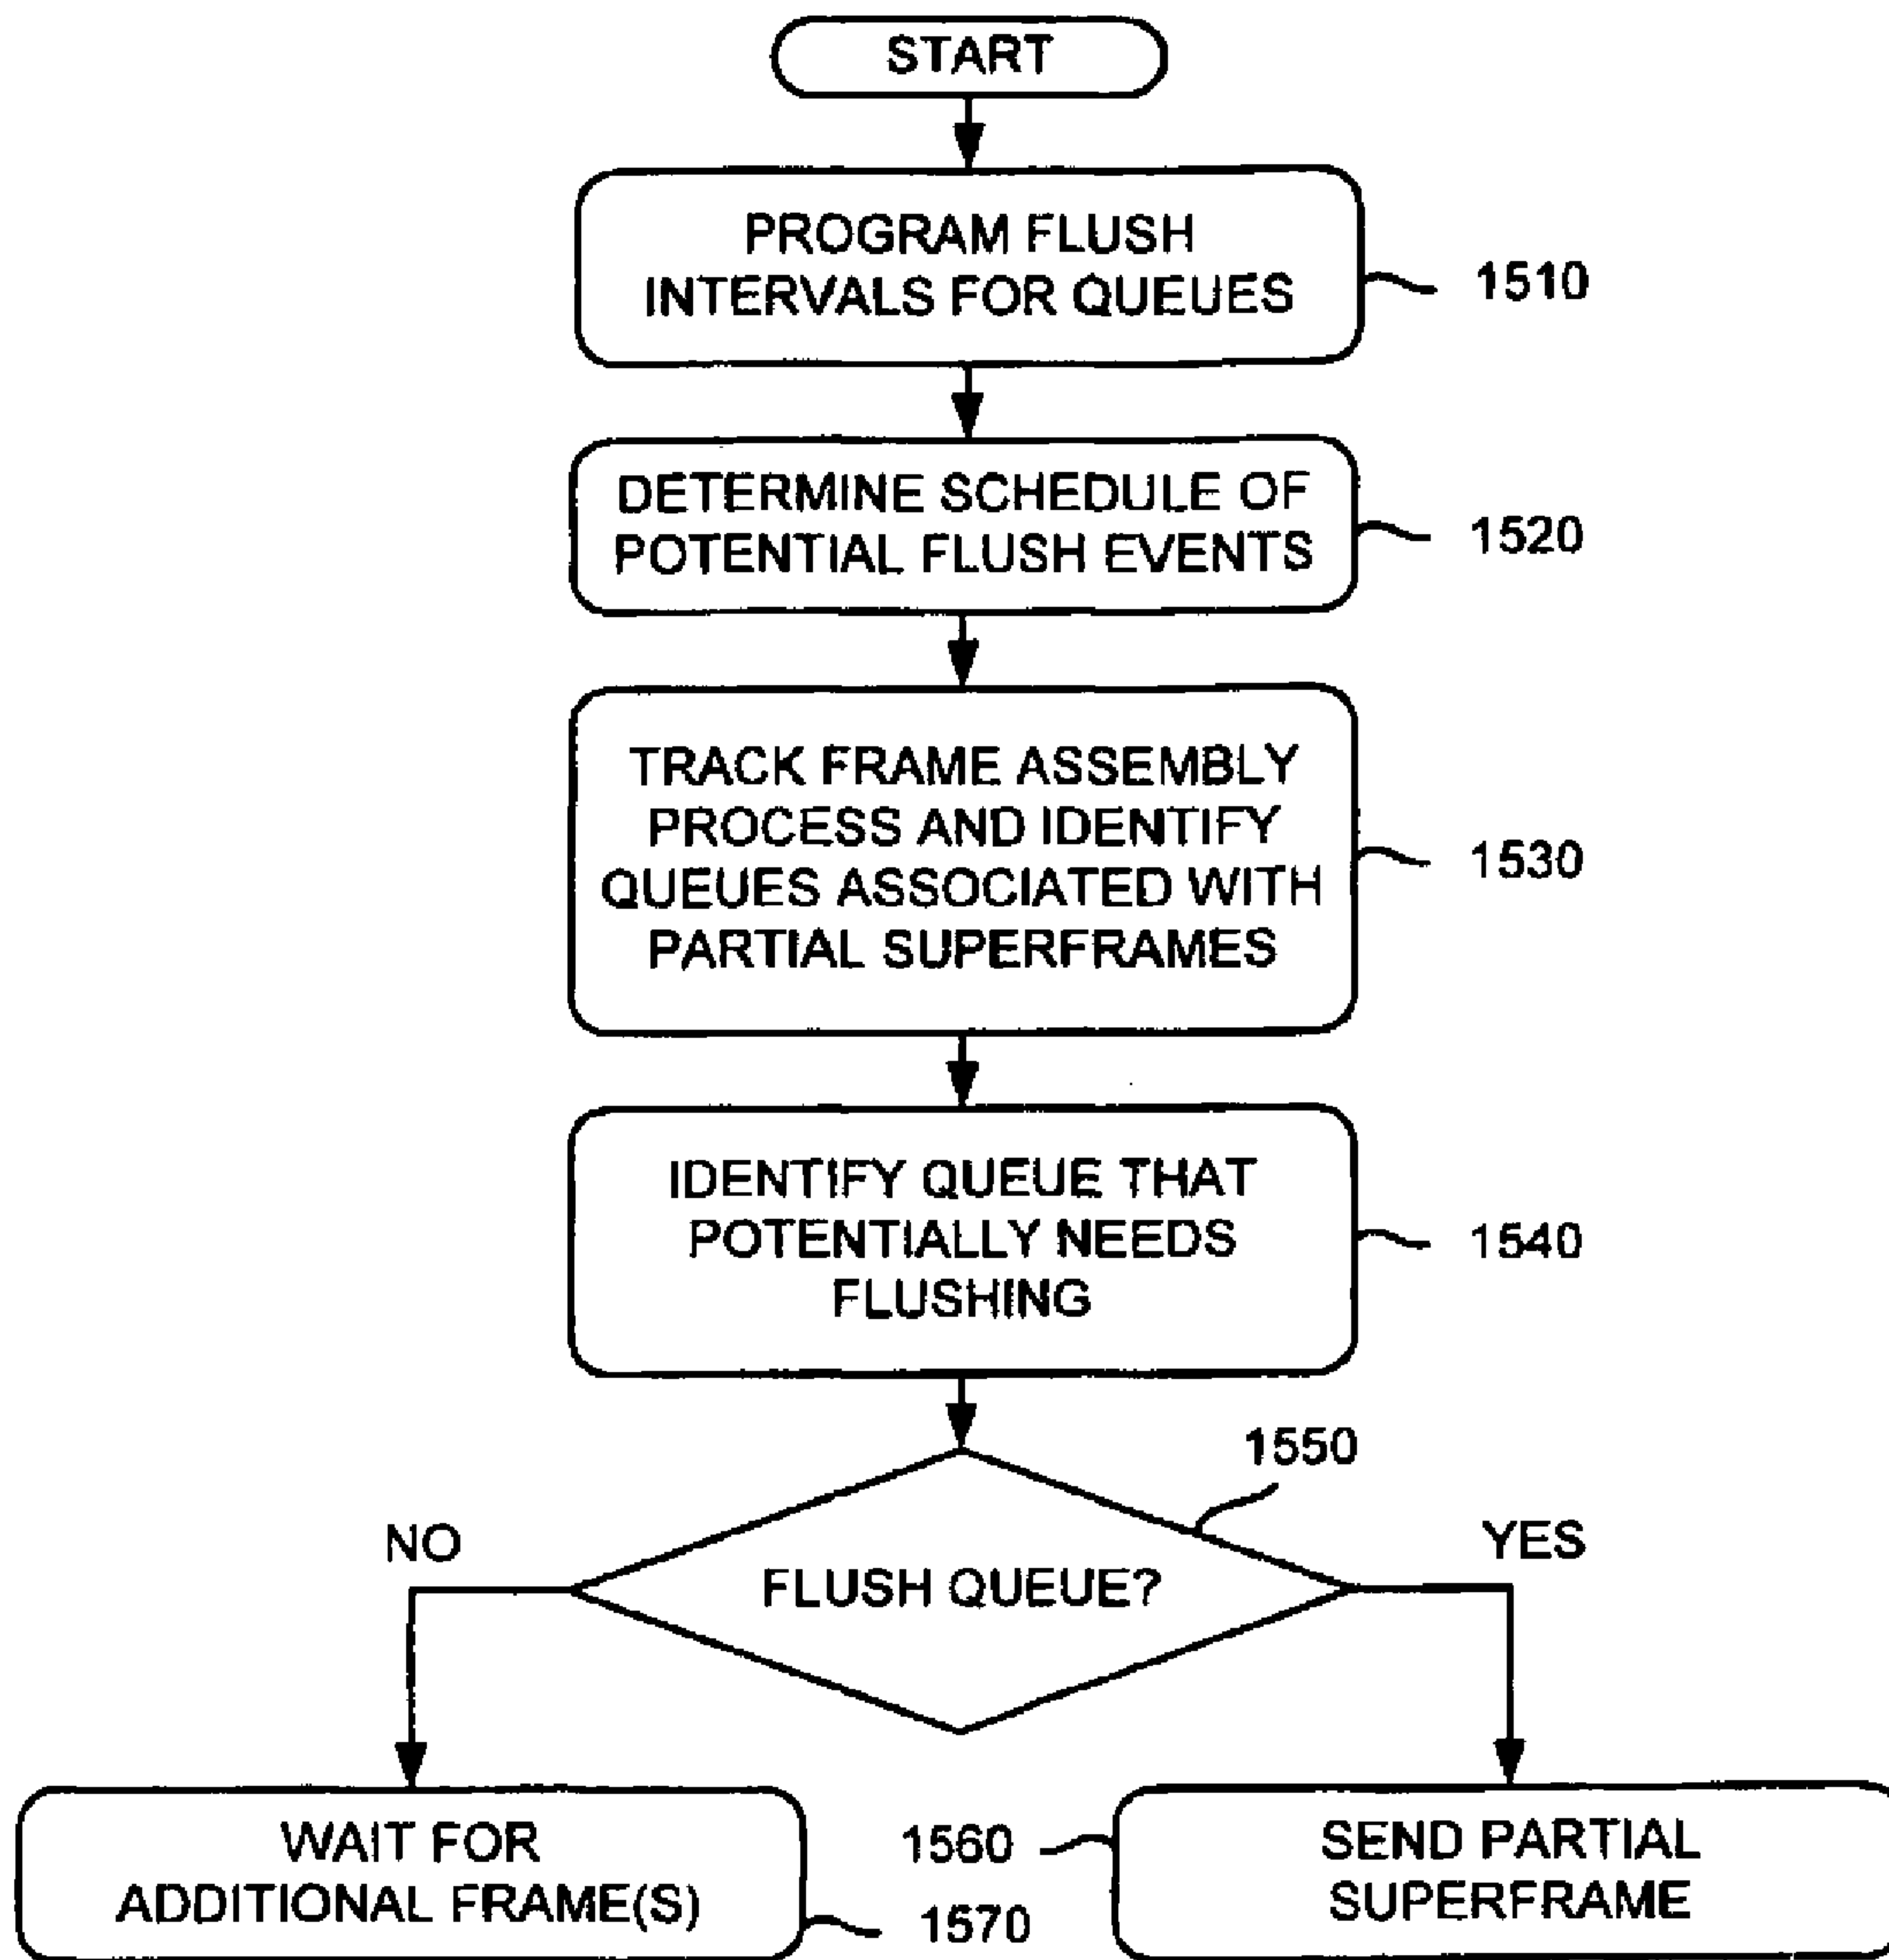 START
PROGRAM FLUSH
INTERVALS FOR QUEUES
1510
DETERMINE SCHEDULE OF
POTENTIAL FLUSH EVENTS
1520
TRACK FRAME ASSEMBLY
PROCESS AND IDENTIFY
QUEUES ASSOCIATED WITH
PARTIAL SUPERFRAMES
1530
IDENTIFY QUEUE THAT
POTENTIALLY NEEDS
FLUSHING
1540
1550
NO
YES
FLUSH QUEUE?
WAIT FOR
ADDITIONAL FRAME(S)
1570
1560
SEND PARTIAL
SUPERFRAME